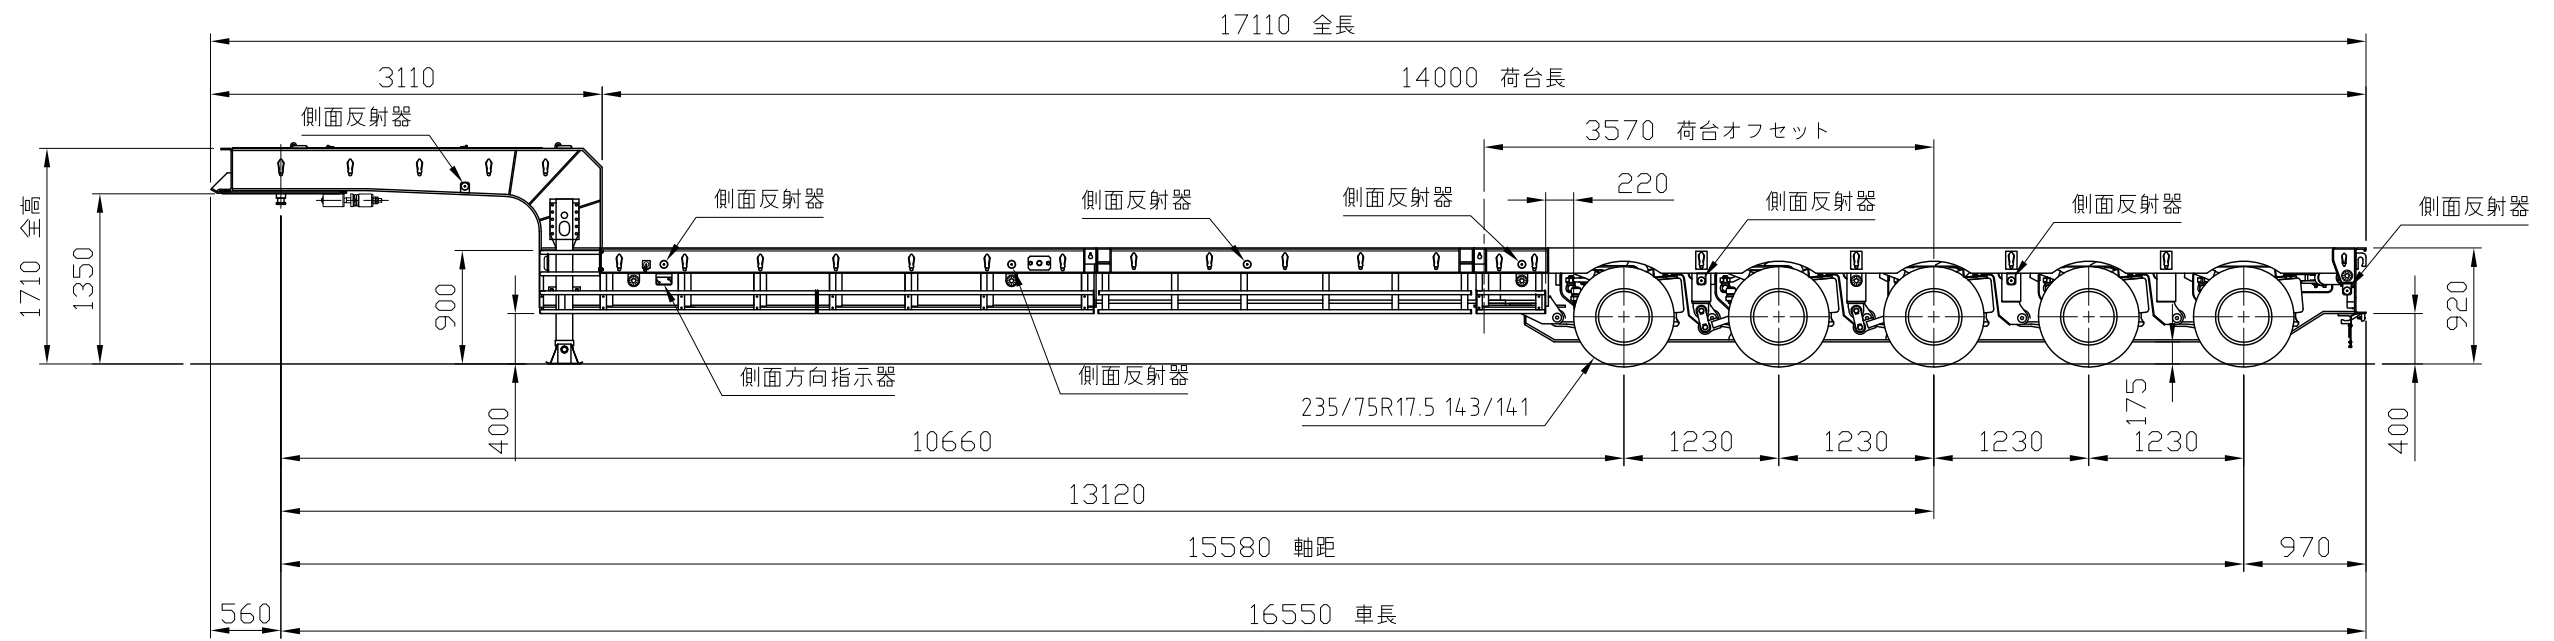 17110 全長
3110
14000 荷台長
側面反射器
3570 荷台オフセット
220
側面反射器
側面反射器
側面反射器
側面反射器
側面反射器
側面反射器
1710 全高
1350
900
400
920
400
175
側面方向指示器
側面反射器
235/75R17.5 143/141
10660
1230
1230
1230
1230
13120
15580 軸距
970
560
16550 車長